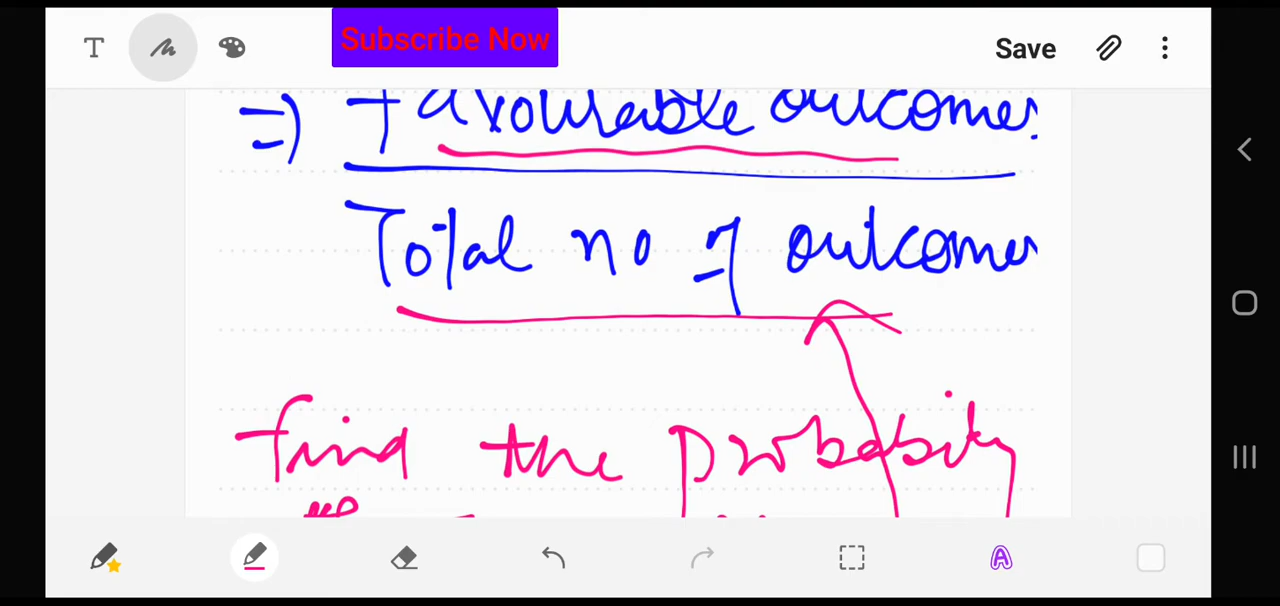 T
Subscribe Now
Save
=) Favourable outcomes
Total no of outcomes
find the probability
A